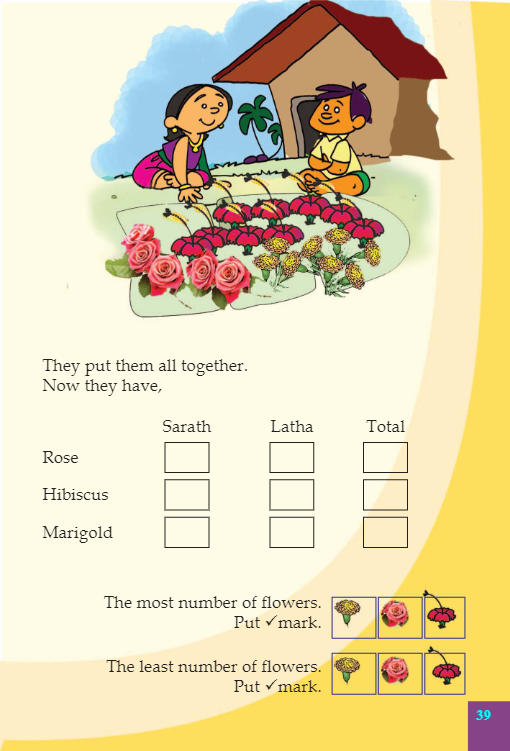 They put them all together.
Now they have,
Sarath Latha Total
Rose
Hibiscus
Marigold
The most number of flowers.
Put ✓mark.
The least number of flowers.
Put ✓mark.
39